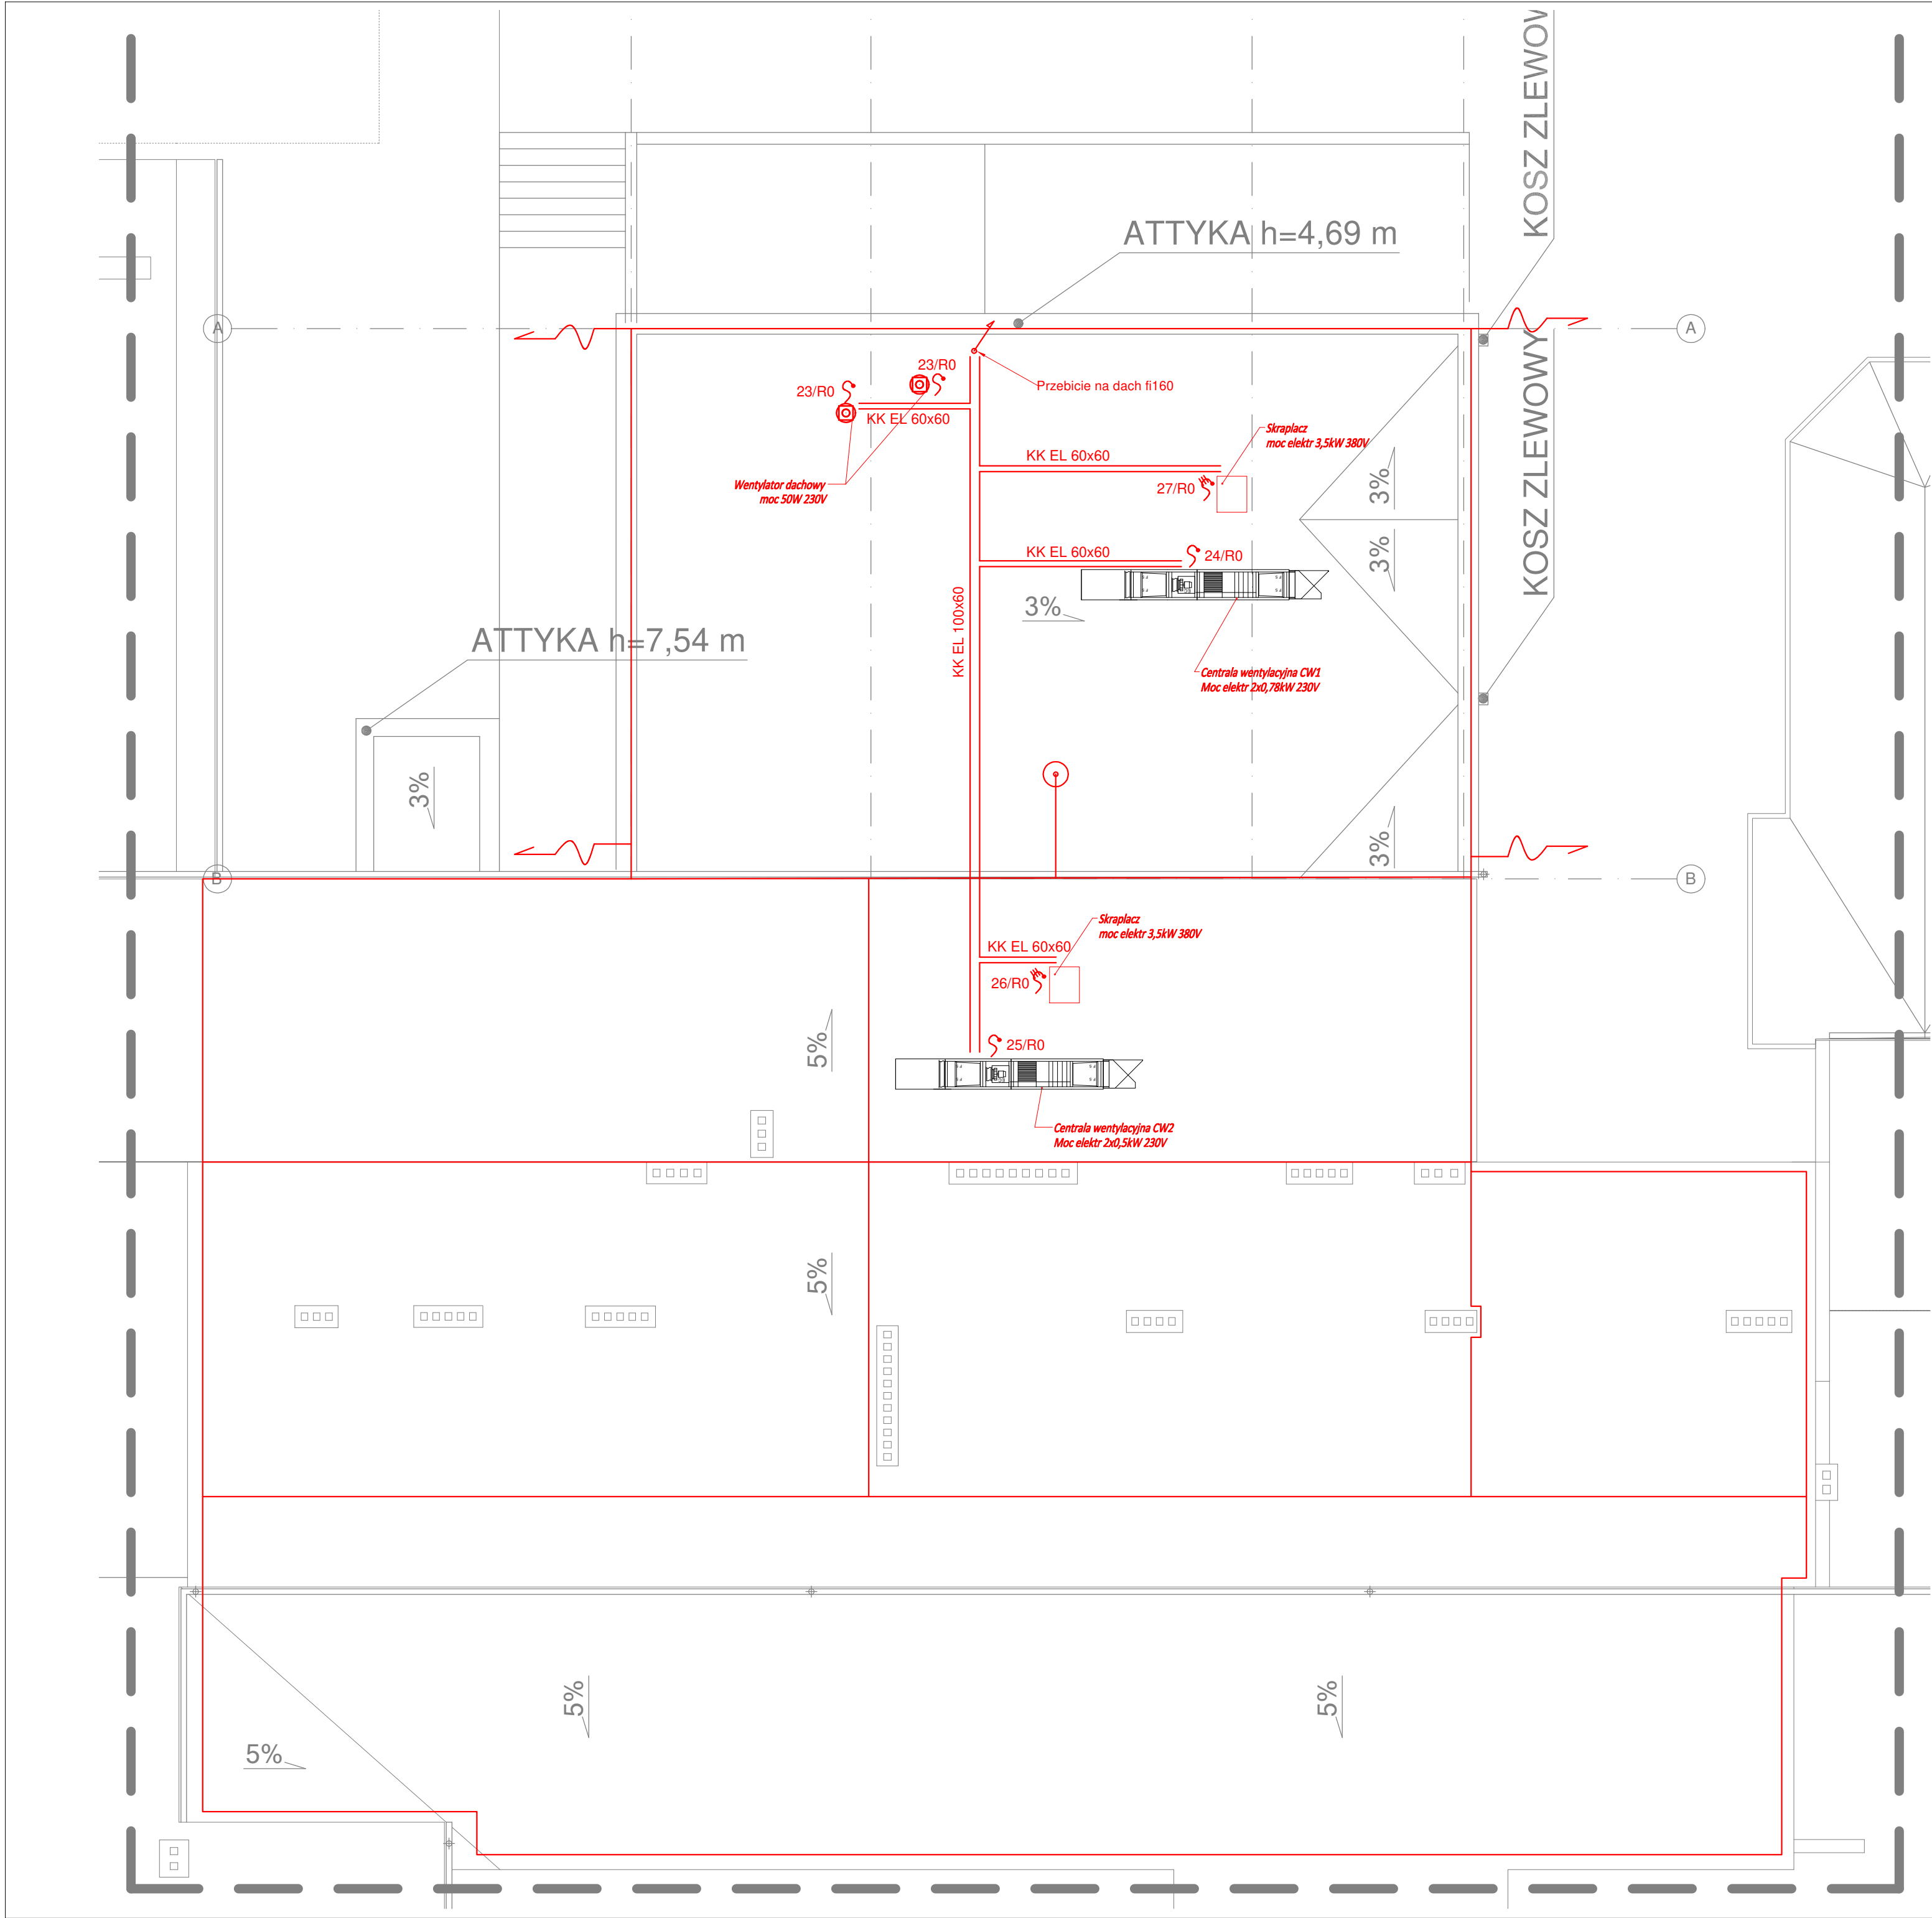 KOSZ ZLEWOW
ATTYKA h=4,69 m
A
A
23/R0
23/R0
Przebicie na dach fi160
KK EL 60x60
Skraplacz
moc elektr 3,5kW 380V
KK EL 60x60
3%
KOSZ ZLEWOWY
Wentylator dachowy
moc 50W 230V
27/R0
KK EL 60x60
24/R0
3%
KK EL 100x60
3%
ATTYKA h=7,54 m
Centrala wentylacyjna CW1
Moc elektr 2x0,78kW 230V
3%
3%
B
B
Skraplacz
moc elektr 3,5kW 380V
KK EL 60x60
26/R0
5%
25/R0
Centrala wentylacyjna CW2
Moc elektr 2x0,5kW 230V
5%
5%
5%
5%